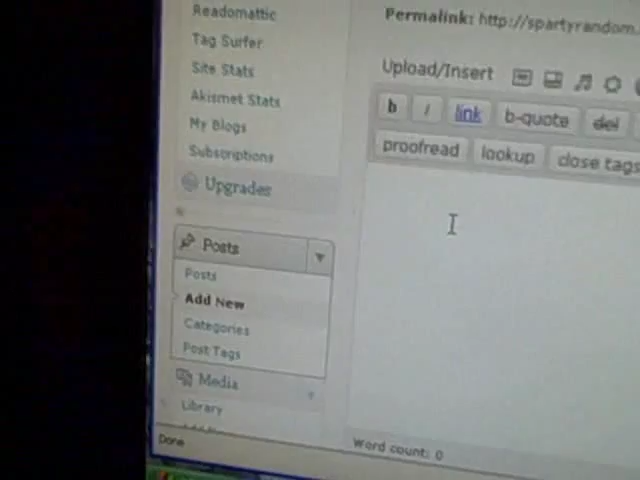 Readomattic
Tag Surfer
Site Stats
Akismet Stats
My Blogs
Subscriptions
Upgrades
Posts
Posts
Add New
Categories
Post Tags
Media
Library
Done
Permalink: http://spartyrandom.
Upload/Insert
b i link b-quote del
proofread lookup close tags
Word count: 0